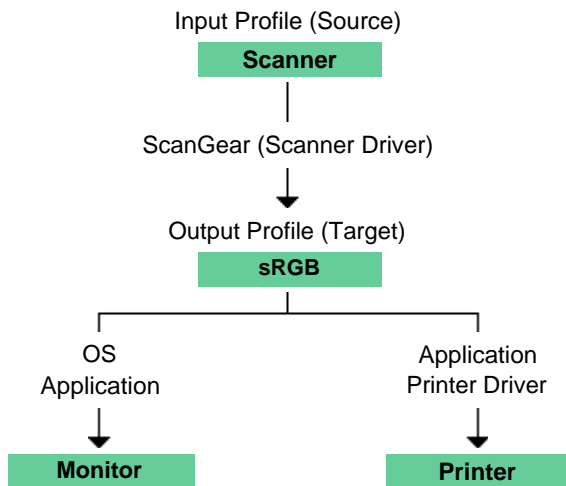 Input Profile (Source)
Scanner
ScanGear (Scanner Driver)
Output Profile (Target)
sRGB
OS
Application
Monitor
Application
Printer Driver
Printer